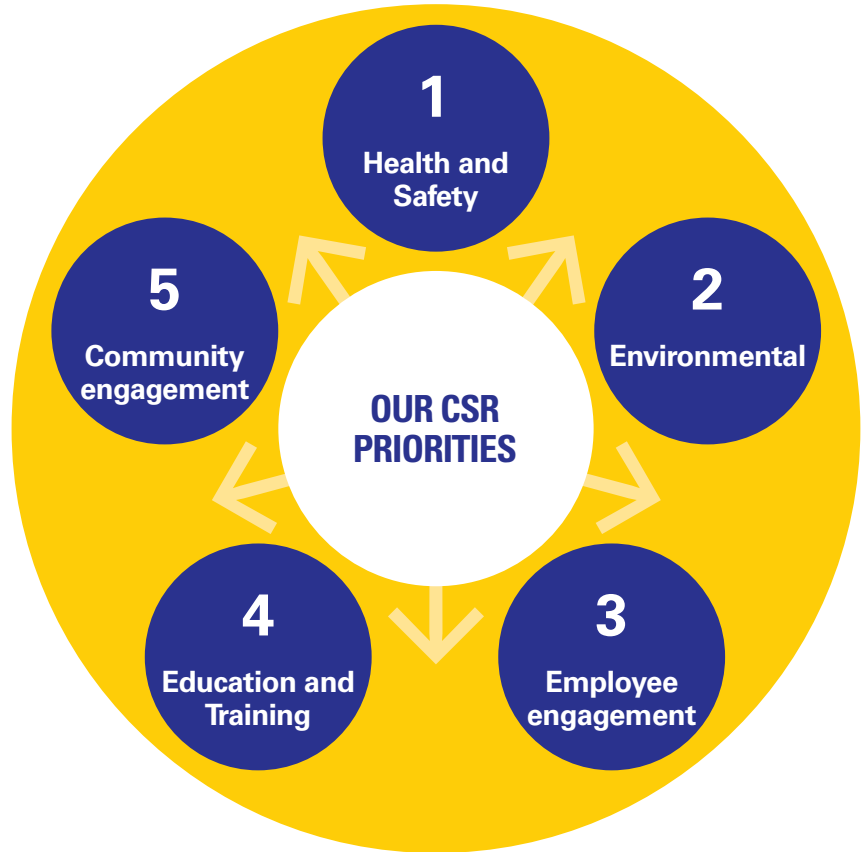 1
Health and
Safety
2
Environmental
3
Employee
engagement
4
Education and
Training
5
Community
engagement
OUR CSR
PRIORITIES